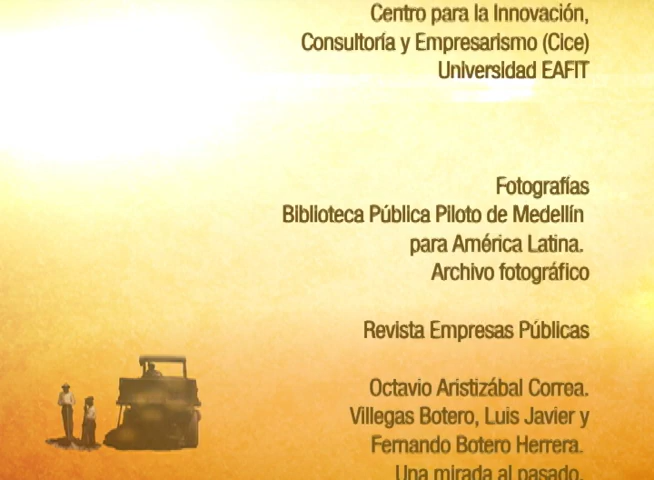 Centro para la Innovación,
Consultoría y Empresarismo (Cice)
Universidad EAFIT
Fotografías
Biblioteca Pública Piloto de Medellín
para América Latina.
Archivo fotográfico
Revista Empresas Públicas
Octavio Aristizábal Correa.
Villegas Botero, Luis Javier y
Fernando Botero Herrera.
Una mirada al pasado.